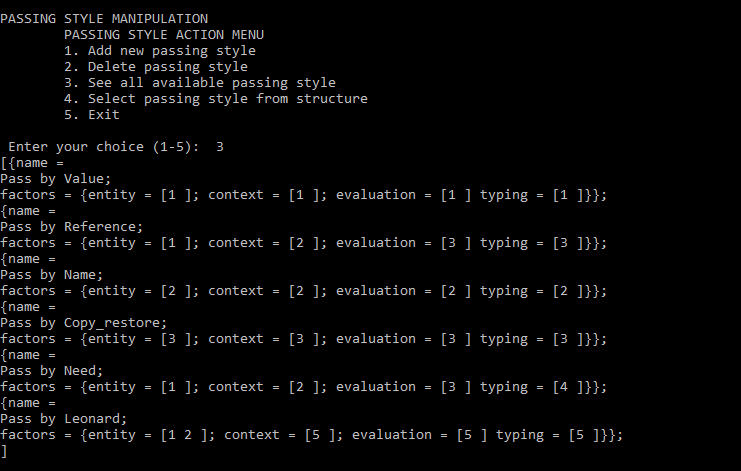 PASSING STYLE MANIPULATION
PASSING STYLE ACTION MENU
1. Add new passing style
2. Delete passing style
3. See all available passing style
4. Select passing style from structure
5. Exit
Enter your choice (1-5):  3
[{name =
Pass by Value;
factors = {entity = [1 ]; context = [1 ]; evaluation = [1 ] typing = [1 ]}};
{name =
Pass by Reference;
factors = {entity = [1 ]; context = [2 ]; evaluation = [3 ] typing = [3 ]}};
{name =
Pass by Name;
factors = {entity = [2 ]; context = [2 ]; evaluation = [2 ] typing = [2 ]}};
{name =
Pass by Copy_restore;
factors = {entity = [3 ]; context = [3 ]; evaluation = [3 ] typing = [3 ]}};
{name =
Pass by Need;
factors = {entity = [1 ]; context = [2 ]; evaluation = [3 ] typing = [4 ]}};
{name =
Pass by Leonard;
factors = {entity = [1 2 ]; context = [5 ]; evaluation = [5 ] typing = [5 ]}};
]